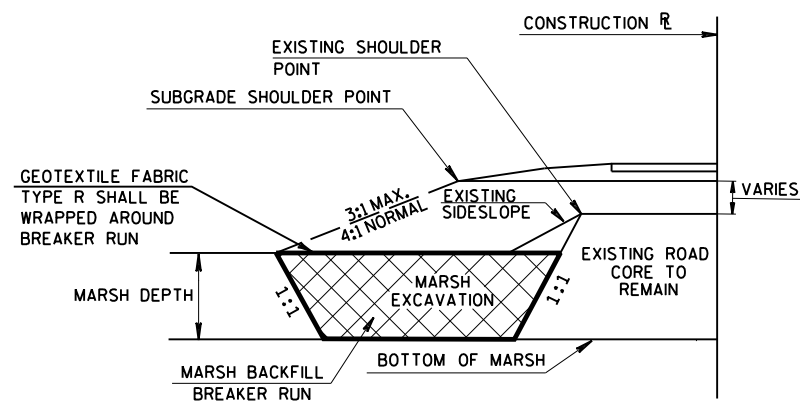 CONSTRUCTION RL
EXISTING SHOULDER
POINT
SUBGRADE SHOULDER POINT
GEOTEXTILE FABRIC
TYPE R SHALL BE
WRAPPED AROUND
BREAKER RUN
3:1 MAX.
4:1 NORMAL
EXISTING
SIDESLOPE
VARIES
EXISTING ROAD
CORE TO
REMAIN
MARSH DEPTH
1:1
MARSH
EXCAVATION
1:1
BOTTOM OF MARSH
MARSH BACKFILL
BREAKER RUN